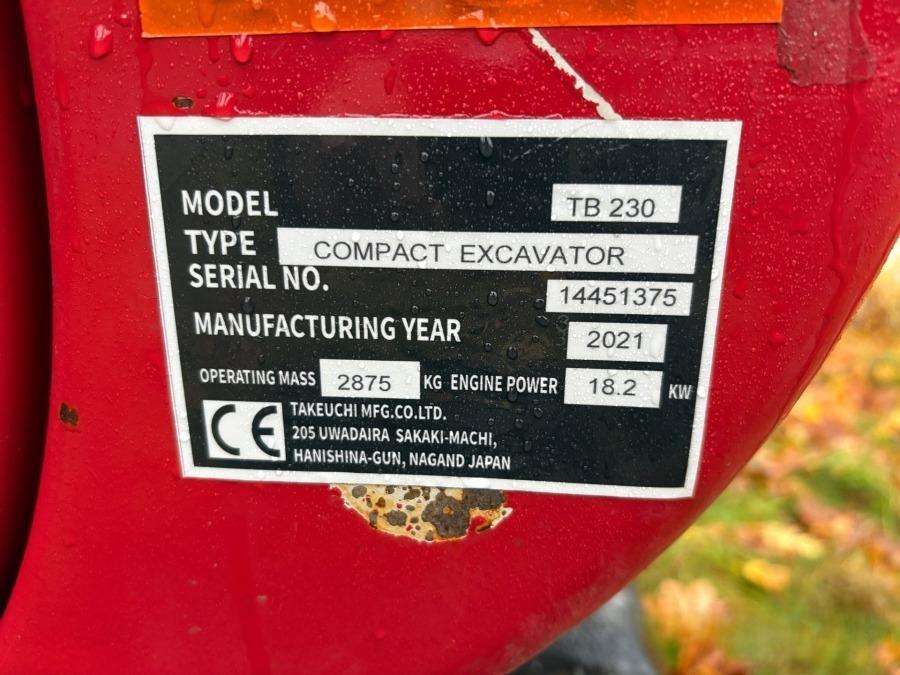 MODEL TB 230
TYPE COMPACT EXCAVATOR
SERIAL NO. 14451375
MANUFACTURING YEAR 2021
OPERATING MASS 2875 KG ENGINE POWER 18.2 KW
CE TAKEUCHI MFG.CO.LTD.
205 UWADAIRA SAKAKI-MACHI,
HANISHINA-GUN, NAGAND JAPAN